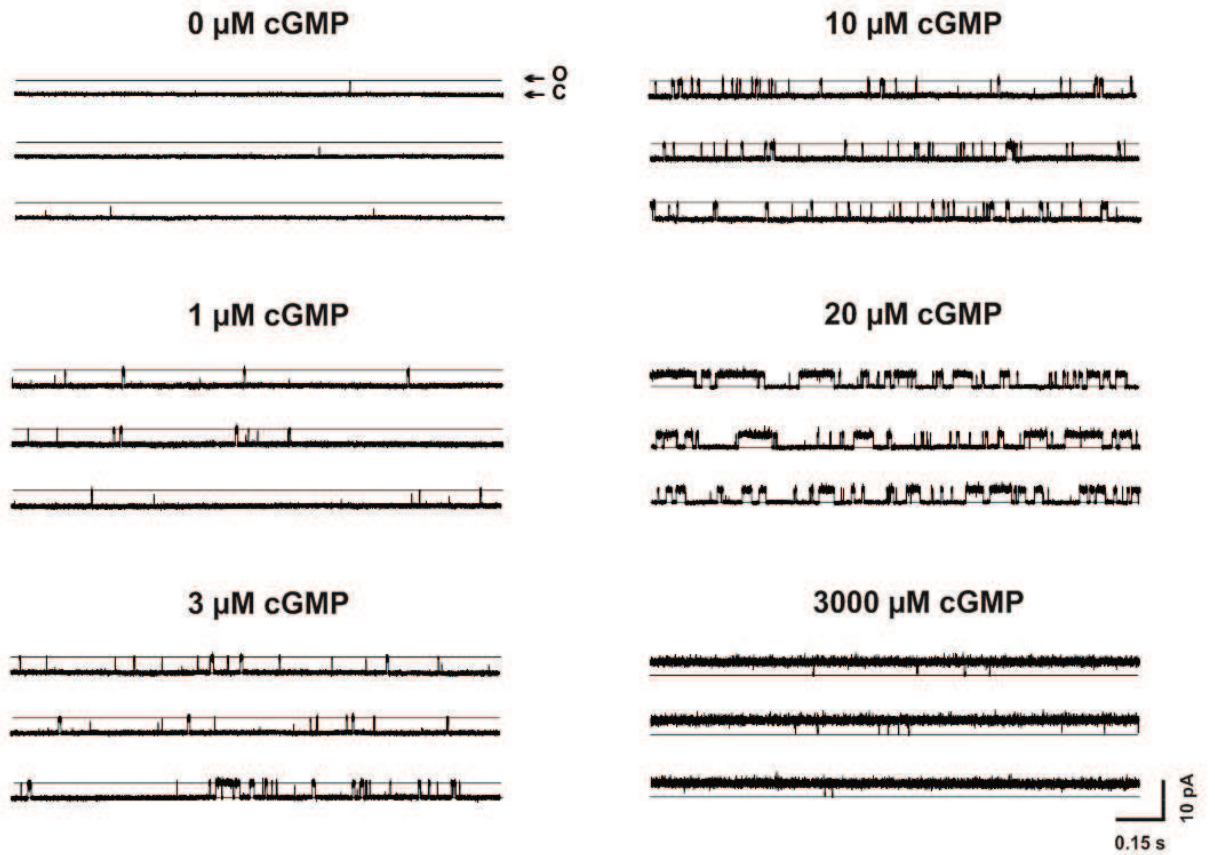 0 µM cGMP
← O
← C
1 µM cGMP
3 µM cGMP
10 µM cGMP
20 µM cGMP
3000 µM cGMP
10 pA
0.15 s